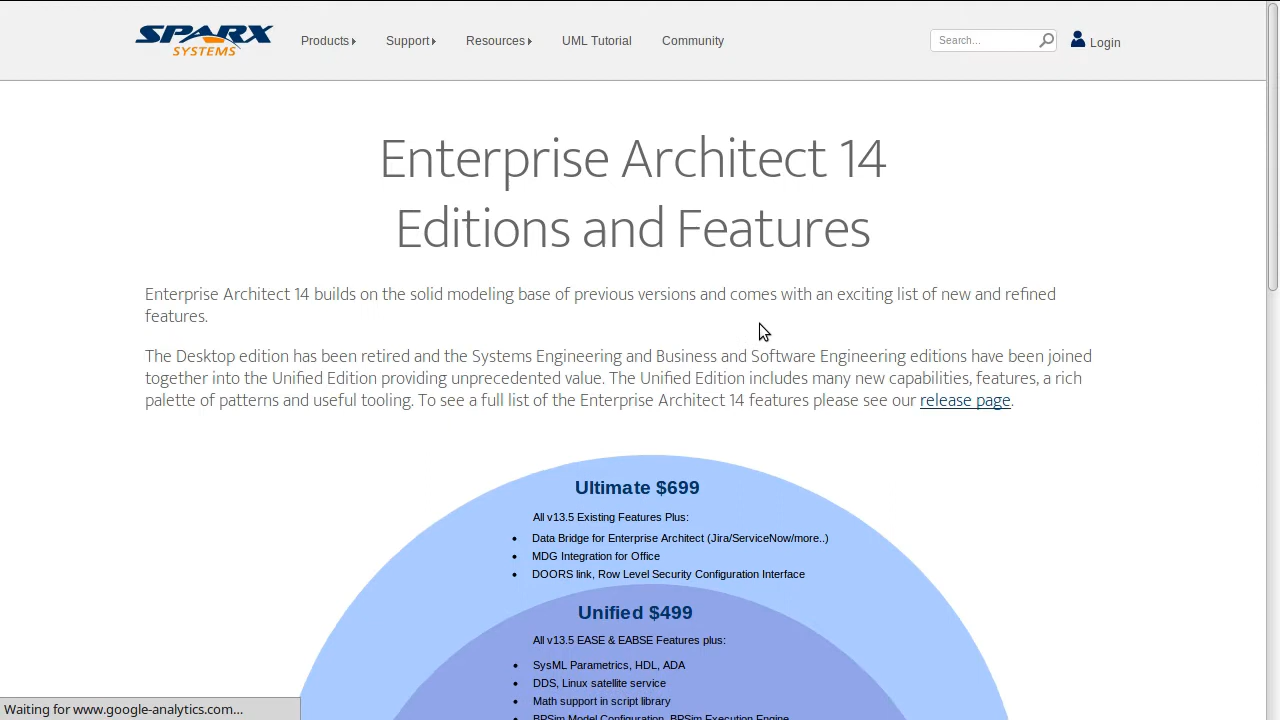 SPARX
SYSTEMS
Products
Support
Resources
UML Tutorial
Community
Search...
Login
Enterprise Architect 14
Editions and Features
Enterprise Architect 14 builds on the solid modeling base of previous versions and comes with an exciting list of new and refined
features.
The Desktop edition has been retired and the Systems Engineering and Business and Software Engineering editions have been joined
together into the Unified Edition providing unprecedented value. The Unified Edition includes many new capabilities, features, a rich
palette of patterns and useful tooling. To see a full list of the Enterprise Architect 14 features please see our release page.
Ultimate $699
All v13.5 Existing Features Plus:
• Data Bridge for Enterprise Architect (Jira/ServiceNow/more..)
• MDG Integration for Office
• DOORS link, Row Level Security Configuration Interface
Unified $499
All v13.5 EASE & EABSE Features plus:
• SysML Parametrics, HDL, ADA
• DDS, Linux satellite service
• Math support in script library
• BPSim Model Configuration, BPSim Execution Engine
Waiting for www.google-analytics.com...